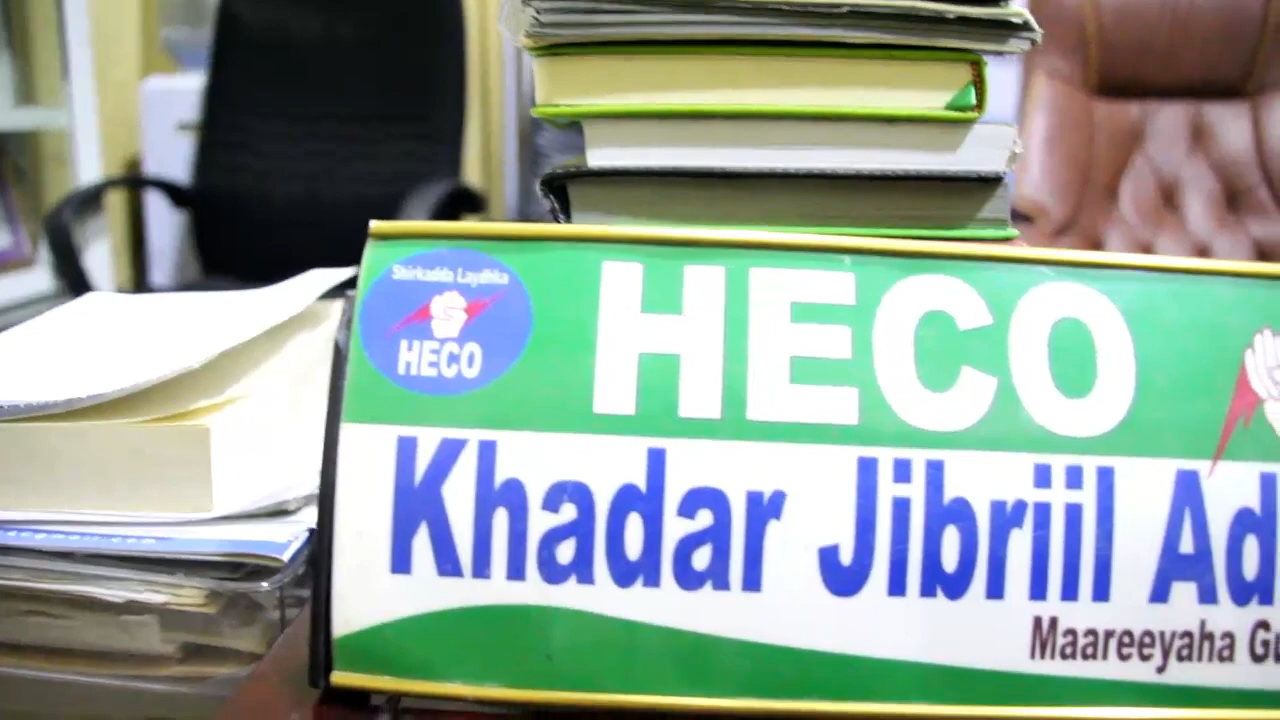 Shirkadda Laydhka
HECO
HECO
Khadar Jibriil Ad
Maareeyaha Gu